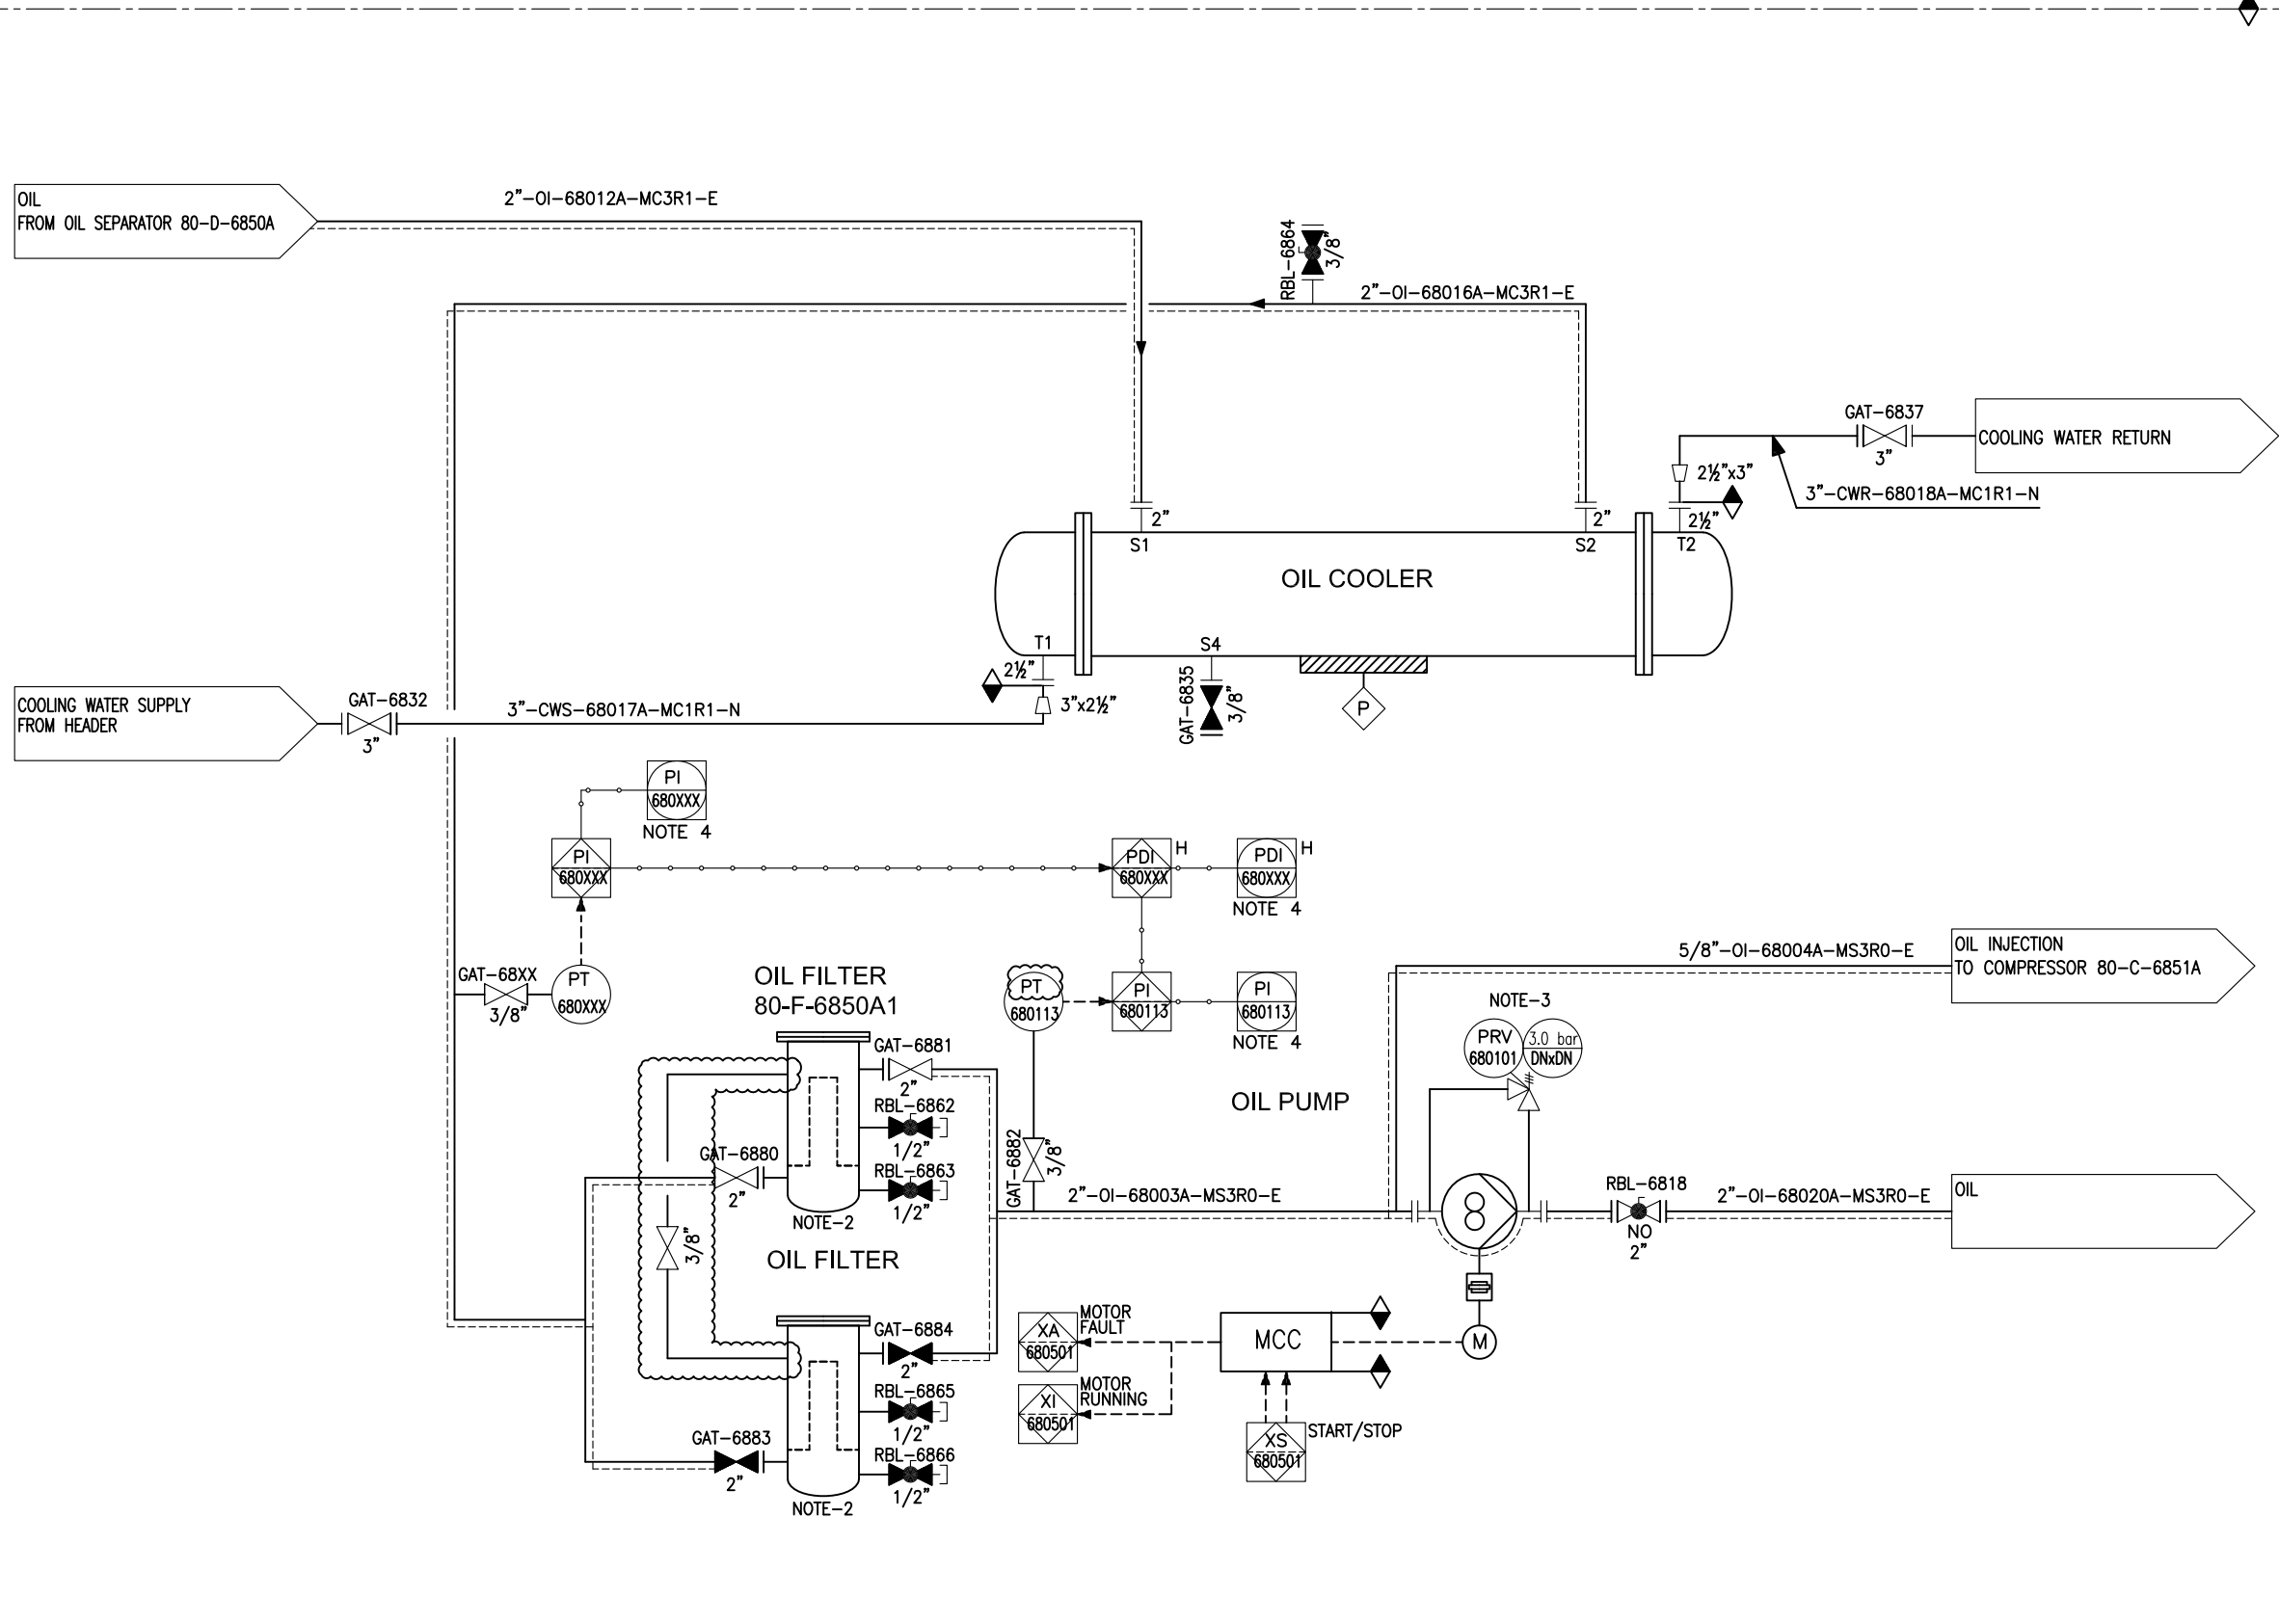 OIL
FROM OIL SEPARATOR 80-D-6850A
2"-OI-68012A-MC3R1-E
RBL-6864
3/8"
2"-OI-68016A-MC3R1-E
GAT-6837
3"
COOLING WATER RETURN
2½"x3"
3"-CWR-68018A-MC1R1-N
2"
S1
2"
S2
2½"
T2
OIL COOLER
T1
2½"
S4
GAT-6835
3/8"
P
COOLING WATER SUPPLY
FROM HEADER
GAT-6832
3"
3"-CWS-68017A-MC1R1-N
3"x2½"
PI
680XXX
NOTE 4
PI
680XXX
PDI
680XXX
H
PDI
680XXX
H
NOTE 4
GAT-68XX
3/8"
PT
680XXX
OIL FILTER
80-F-6850A1
PT
680113
PI
680113
PI
680113
NOTE 4
5/8"-OI-68004A-MS3R0-E
OIL INJECTION
TO COMPRESSOR 80-C-6851A
NOTE-3
PRV
680101
3.0 bar
DNxDN
OIL PUMP
GAT-6881
2"
RBL-6862
1/2"
RBL-6863
1/2"
GAT-6880
2"
NOTE-2
GAT-6882
3/8"
2"-OI-68003A-MS3R0-E
RBL-6818
NO
2"
2"-OI-68020A-MS3R0-E
OIL
3/8"
OIL FILTER
GAT-6884
2"
RBL-6865
1/2"
RBL-6866
1/2"
GAT-6883
2"
NOTE-2
XA
680501
MOTOR
FAULT
XI
680501
MOTOR
RUNNING
MCC
M
XS
680501
START/STOP